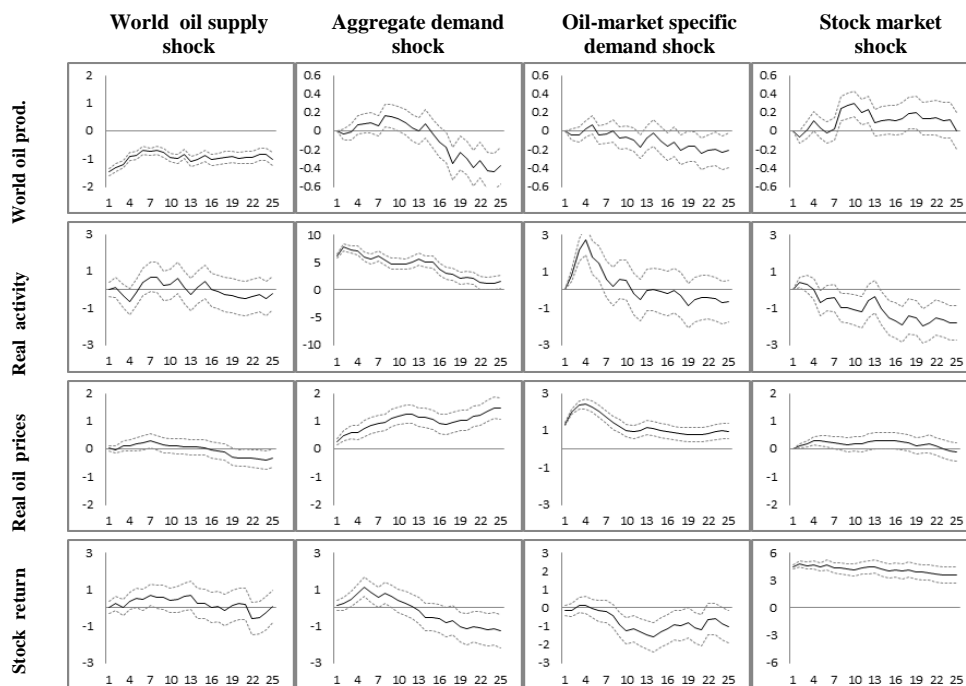 World oil supply
shock
Aggregate demand
shock
Oil-market specific
demand shock
Stock market
shock
World oil prod.
2
1
0
-1
-2
1 4 7 10 13 16 19 22 25
0.6
0.4
0.2
0
-0.2
-0.4
-0.6
1 4 7 10 13 16 19 22 25
0.6
0.4
0.2
0
-0.2
-0.4
-0.6
1 4 7 10 13 16 19 22 25
0.6
0.4
0.2
0
-0.2
-0.4
-0.6
1 4 7 10 13 16 19 22 25
Real activity
3
1
-1
-3
1 4 7 10 13 16 19 22 25
10
5
0
-5
-10
1 4 7 10 13 16 19 22 25
3
1
-1
-3
1 4 7 10 13 16 19 22 25
3
1
-1
-3
1 4 7 10 13 16 19 22 25
Real oil prices
2
1
0
-1
-2
1 4 7 10 13 16 19 22 25
2
1
0
-1
-2
1 4 7 10 13 16 19 22 25
3
1
-1
-3
1 4 7 10 13 16 19 22 25
2
1
0
-1
-2
1 4 7 10 13 16 19 22 25
Stock return
3
1
-1
-3
1 4 7 10 13 16 19 22 25
3
1
-1
-3
1 4 7 10 13 16 19 22 25
3
2
1
0
-1
-2
-3
1 4 7 10 13 16 19 22 25
6
3
0
-3
-6
1 4 7 10 13 16 19 22 25